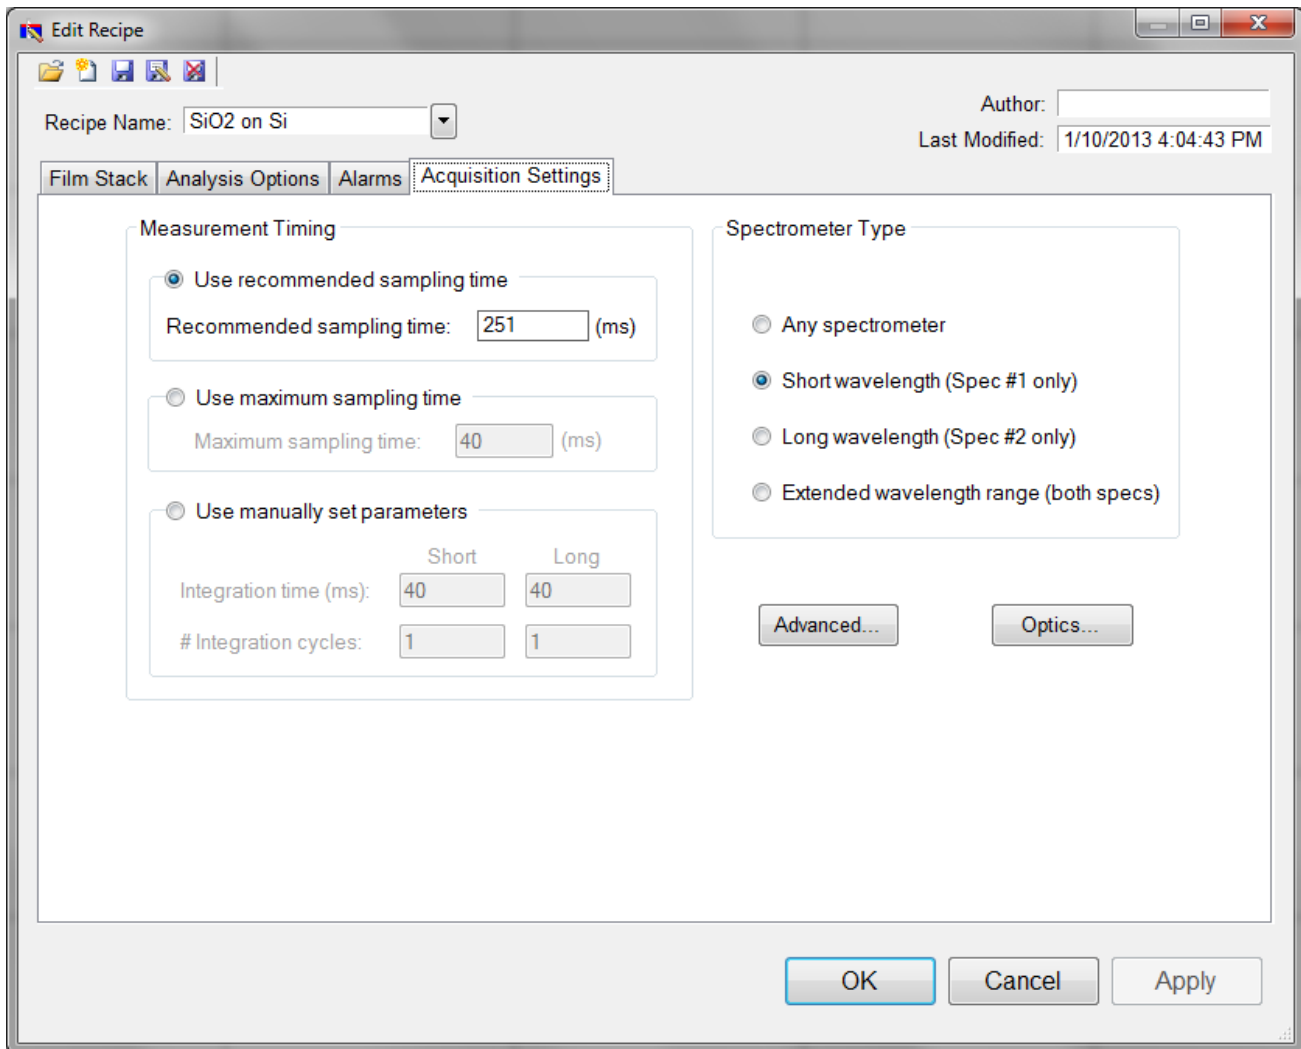 Edit Recipe
Author:
Recipe Name: SiO2 on Si
Last Modified: 1/10/2013 4:04:43 PM
Film Stack Analysis Options Alarms Acquisition Settings
Measurement Timing
Use recommended sampling time
Recommended sampling time: 251 (ms)
Use maximum sampling time
Maximum sampling time: 40 (ms)
Use manually set parameters
Short Long
Integration time (ms): 40 40
# Integration cycles: 1 1
Spectrometer Type
Any spectrometer
Short wavelength (Spec #1 only)
Long wavelength (Spec #2 only)
Extended wavelength range (both specs)
Advanced... Optics...
OK Cancel Apply